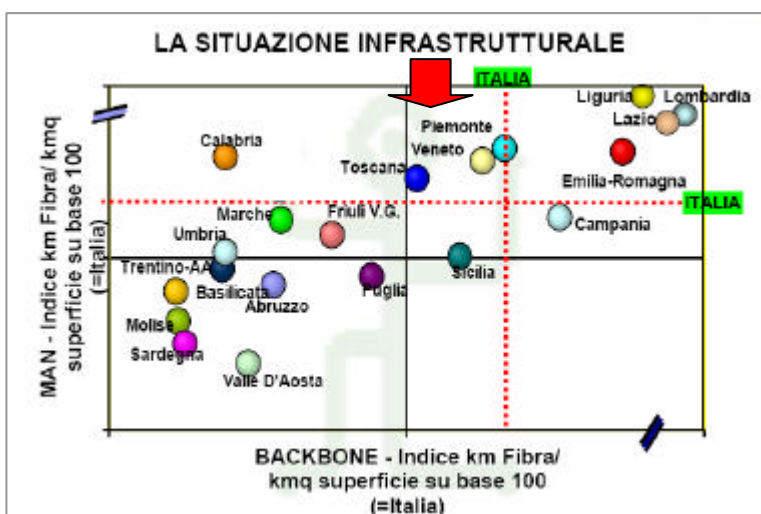 LA SITUAZIONE INFRASTRUTTURALE
ITALIA
Liguria
Lombardia
Lazio
Piemonte
Calabria
Veneto
Toscana
Emilia-Romagna
ITALIA
Marche
Friuli V.G.
Campania
Umbria
Trentino-AA
Sicilia
Basilicata
Abruzzo
Puglia
Molise
Sardegna
Valle D'Aosta
MAN - Indice km Fibra/ kmq
superficie su base 100
(=Italia)
BACKBONE - Indice km Fibra/
kmq superficie su base 100
(=Italia)